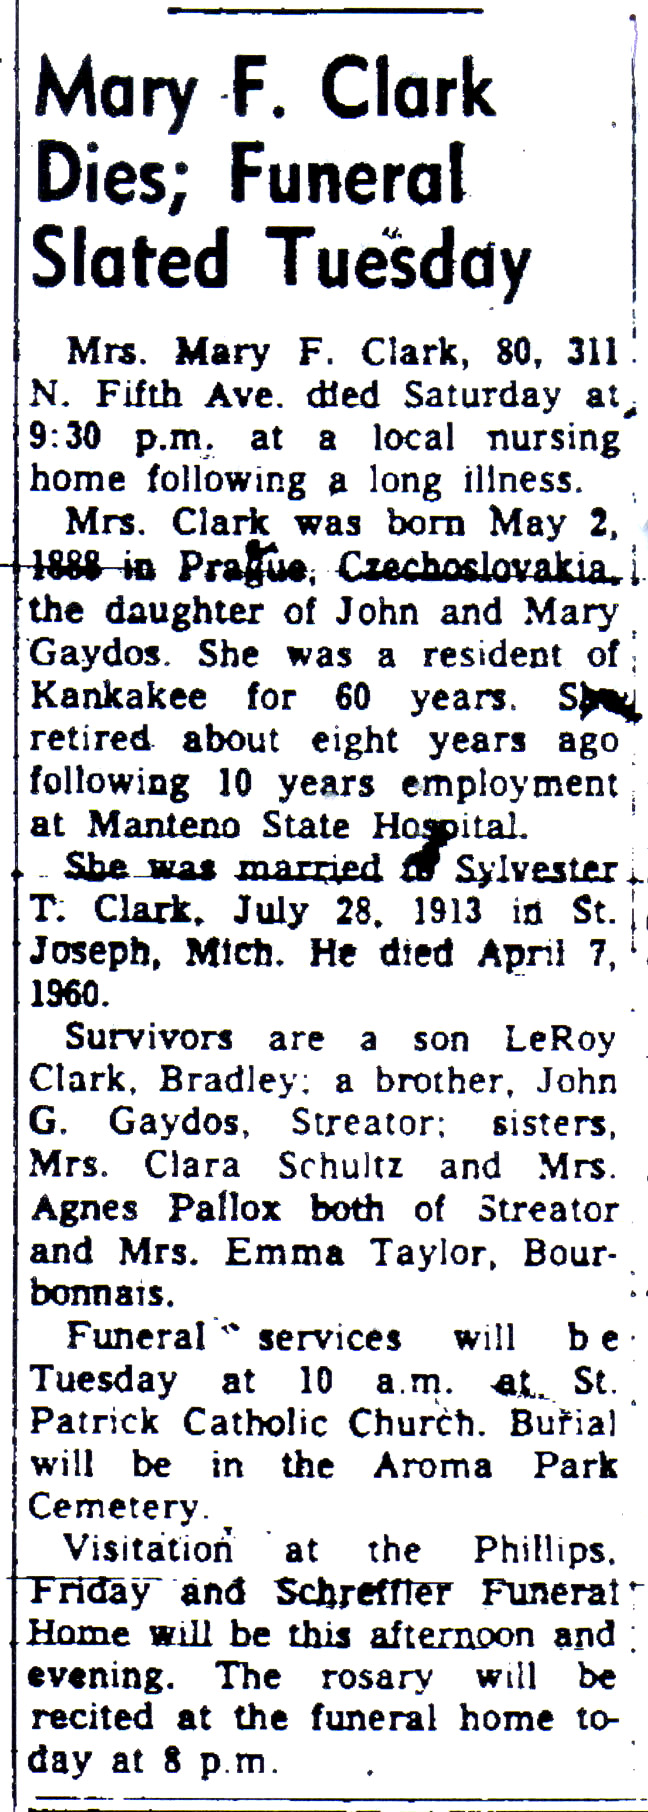 Mary F. Clark
Dies; Funeral
Slated Tuesday
Mrs. Mary F. Clark, 80, 311
N. Fifth Ave. died Saturday at
9:30 p.m. at a local nursing
home following a long illness.
Mrs. Clark was born May 2,
1888 in Prague, Czechoslovakia,
the daughter of John and Mary
Gaydos. She was a resident of
Kankakee for 60 years. She
retired about eight years ago
following 10 years employment
at Manteno State Hospital.
She was married to Sylvester
T. Clark, July 28, 1913 in St.
Joseph, Mich. He died April 7,
1960.
Survivors are a son LeRoy
Clark, Bradley; a brother, John
G. Gaydos, Streator; sisters,
Mrs. Clara Schultz and Mrs.
Agnes Pallox both of Streator
and Mrs. Emma Taylor, Bour-
bonnais.
Funeral services will be
Tuesday at 10 a.m. at St.
Patrick Catholic Church. Burial
will be in the Aroma Park
Cemetery.
Visitation at the Phillips,
Friday and Schreffler Funeral
Home will be this afternoon and
evening. The rosary will be
recited at the funeral home to-
day at 8 p.m.